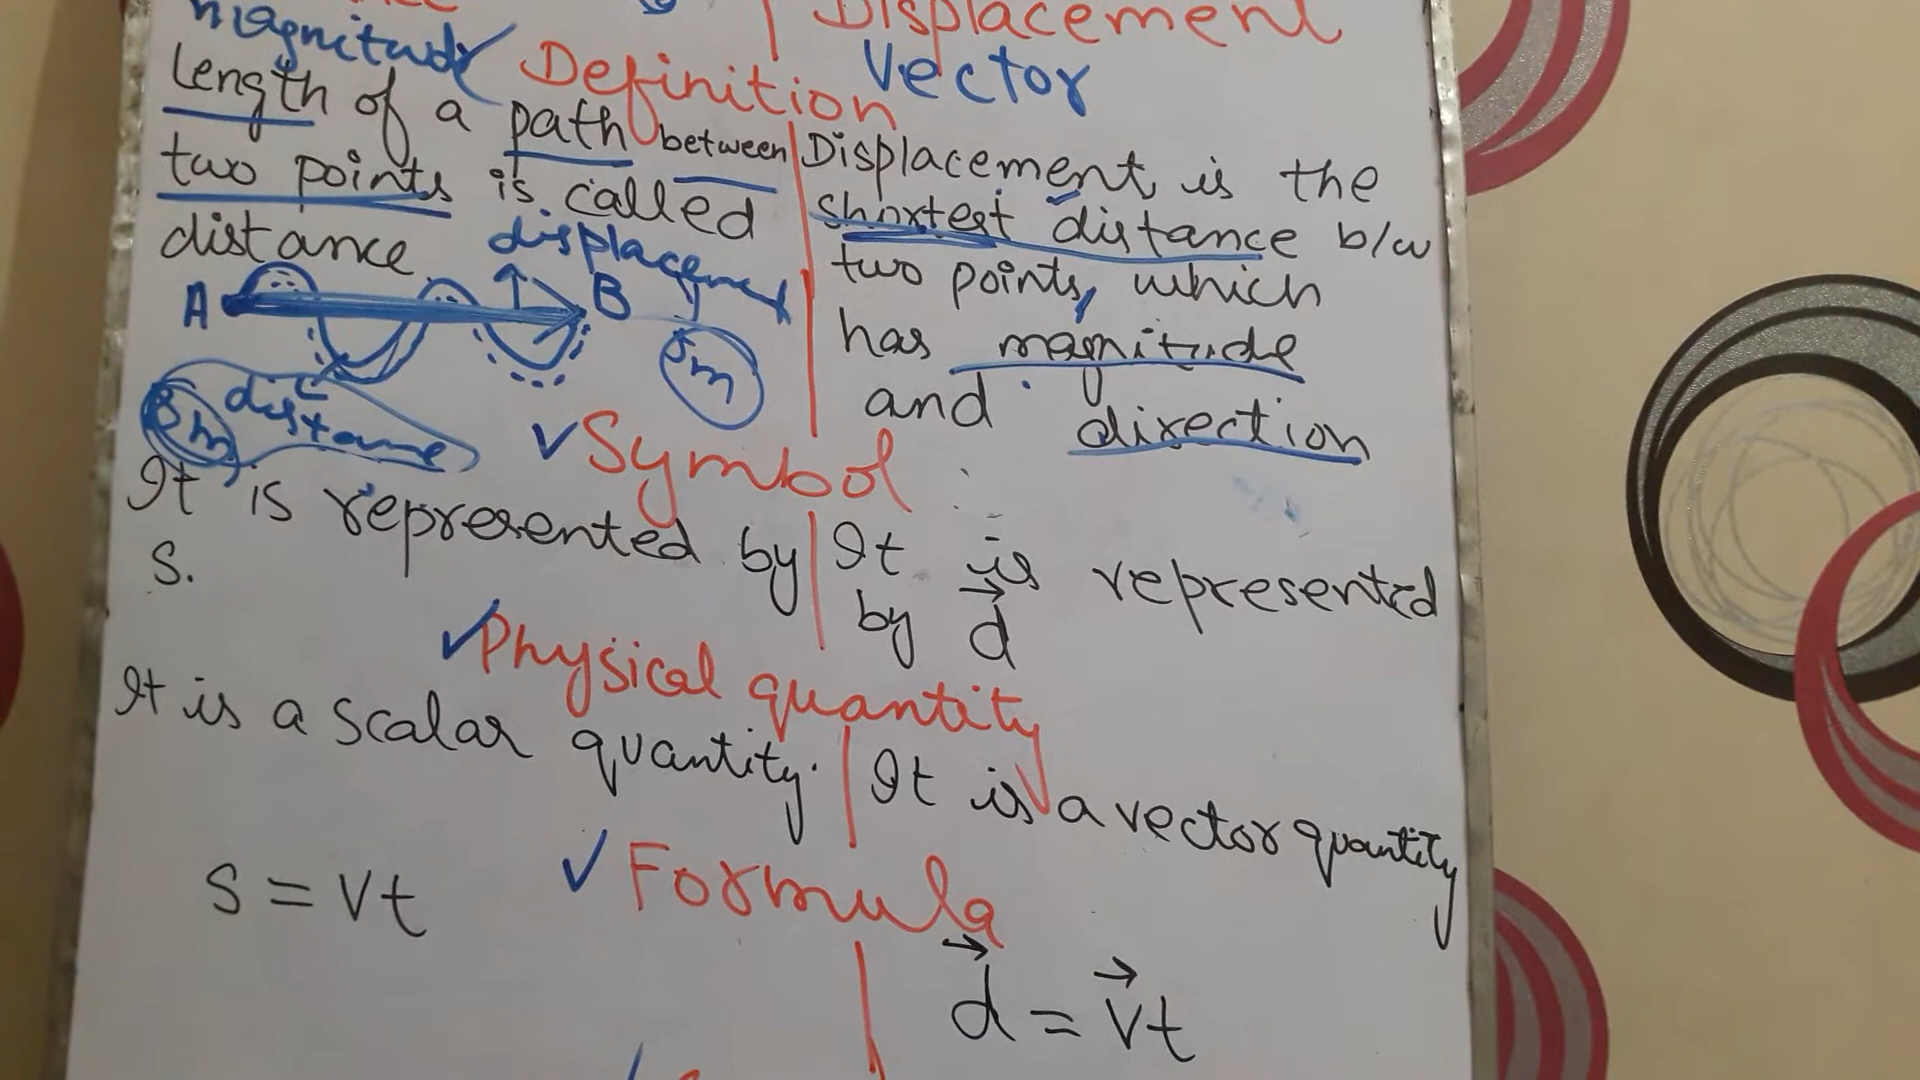 Displacement
magnitude
Vector
Definition
Length of a path between
two points is called
distance.
Displacement is the
shortest distance b/w
two points, which
has magnitude
and direction
displacement
A
B
5m
8m
distance
Symbol
It is represented by
S.
It is represented
by d⃗
Physical quantity
It is a scalar quantity.
It is a vector quantity
Formula
S = vt
d⃗ = v⃗t